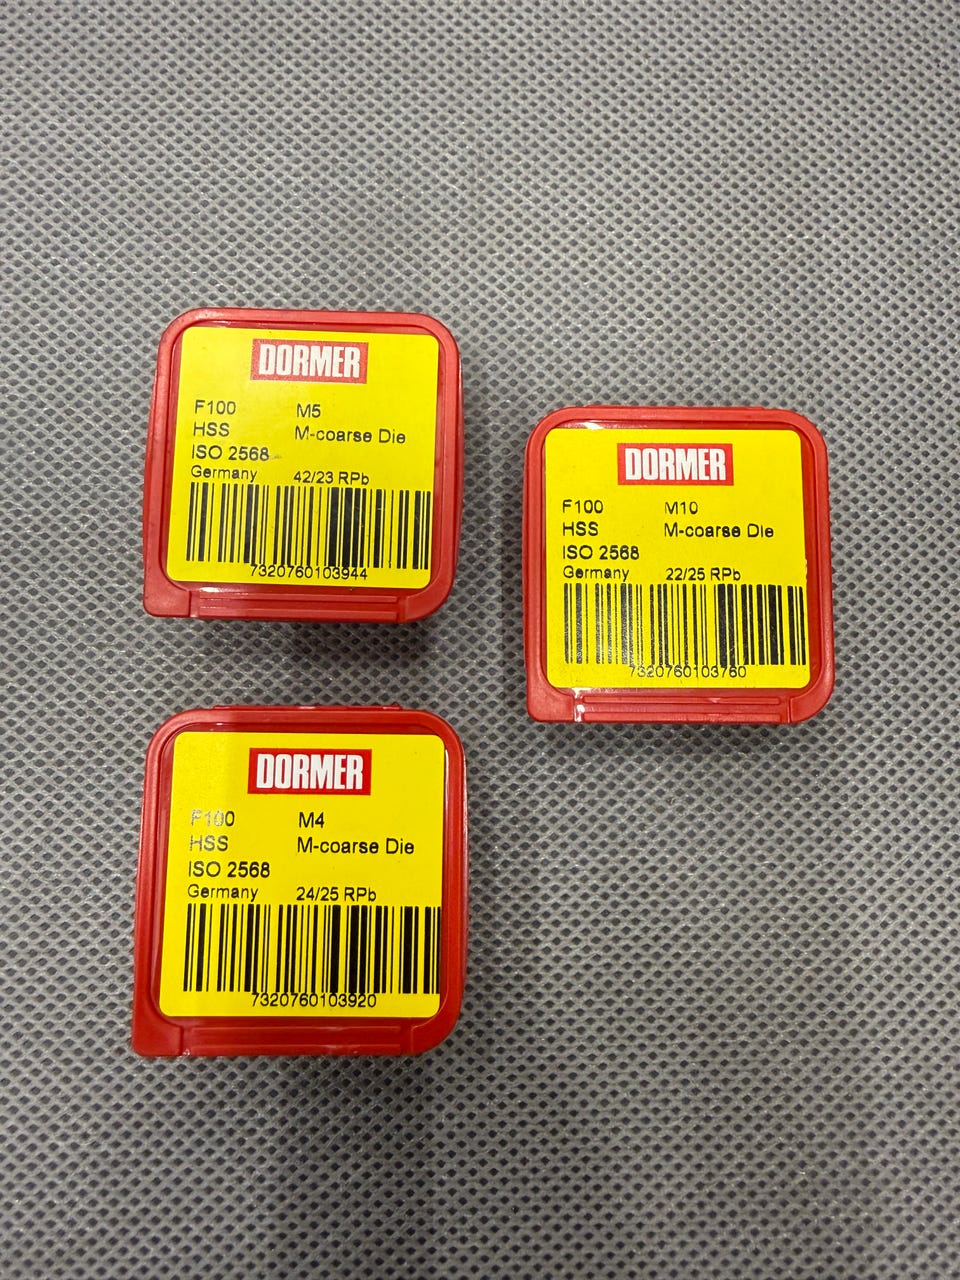 DORMER
F100 M5
HSS M-coarse Die
ISO 2568
Germany 42/23 RPb
7320760103944
DORMER
F100 M10
HSS M-coarse Die
ISO 2568
Germany 22/25 RPb
7320760103760
DORMER
F100 M4
HSS M-coarse Die
ISO 2568
Germany 24/25 RPb
7320760103920